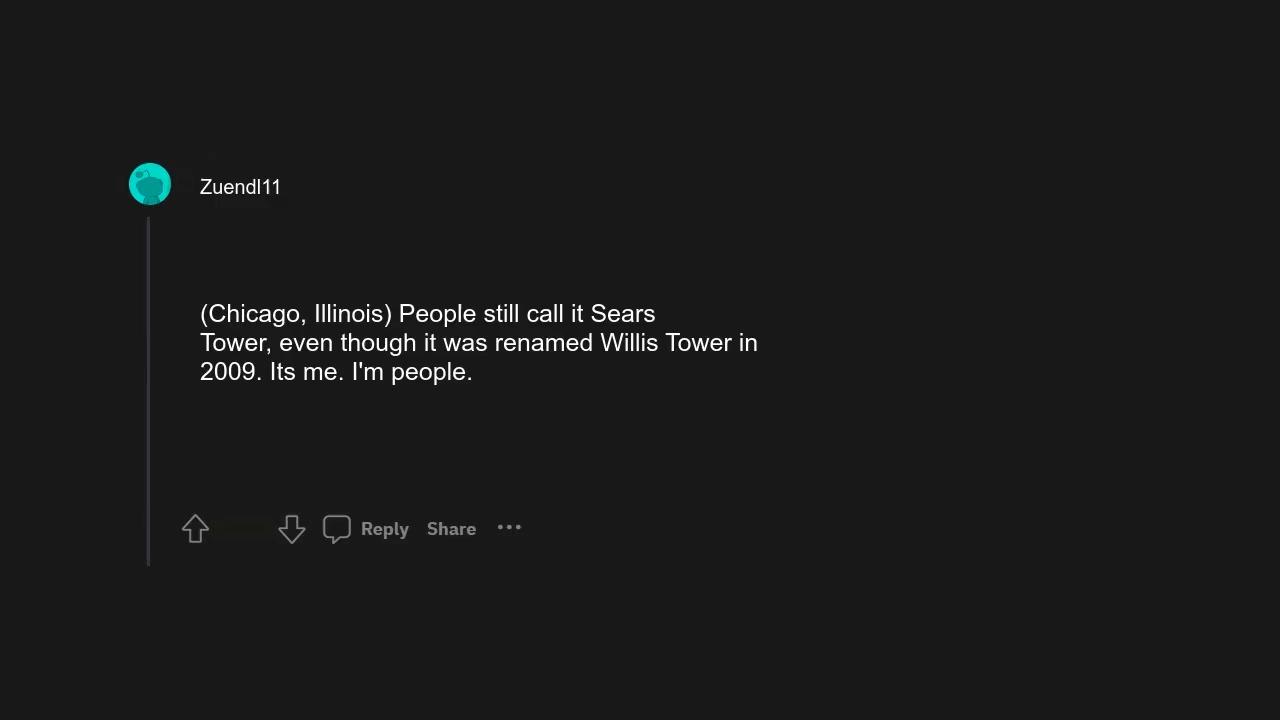 Zuendl11
(Chicago, Illinois) People still call it Sears
Tower, even though it was renamed Willis Tower in
2009. Its me. I'm people.
Reply Share